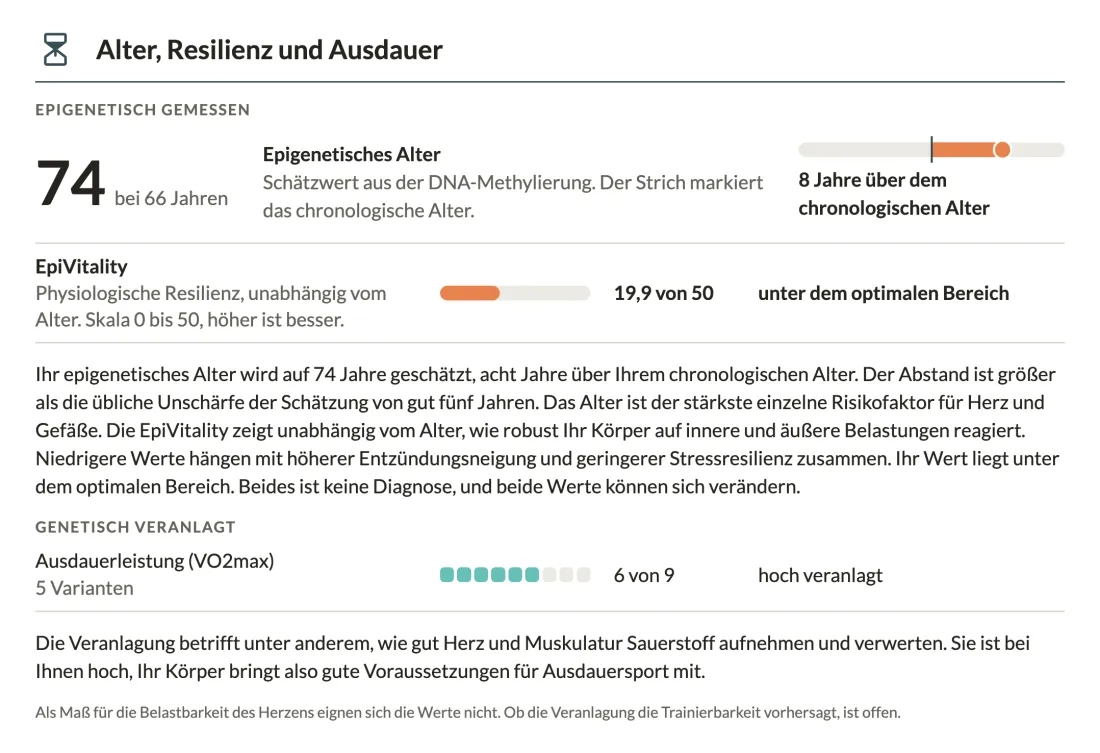 Alter, Resilienz und Ausdauer
EPIGENETISCH GEMESSEN
74 bei 66 Jahren
Epigenetisches Alter
Schätzwert aus der DNA-Methylierung. Der Strich markiert
das chronologische Alter.
8 Jahre über dem
chronologischen Alter
EpiVitality
Physiologische Resilienz, unabhängig vom
Alter. Skala 0 bis 50, höher ist besser.
19,9 von 50
unter dem optimalen Bereich
Ihr epigenetisches Alter wird auf 74 Jahre geschätzt, acht Jahre über Ihrem chronologischen Alter. Der Abstand ist größer
als die übliche Unschärfe der Schätzung von gut fünf Jahren. Das Alter ist der stärkste einzelne Risikofaktor für Herz und
Gefäße. Die EpiVitality zeigt unabhängig vom Alter, wie robust Ihr Körper auf innere und äußere Belastungen reagiert.
Niedrigere Werte hängen mit höherer Entzündungsneigung und geringerer Stressresilienz zusammen. Ihr Wert liegt unter
dem optimalen Bereich. Beides ist keine Diagnose, und beide Werte können sich verändern.
GENETISCH VERANLAGT
Ausdauerleistung (VO2max)
5 Varianten
6 von 9
hoch veranlagt
Die Veranlagung betrifft unter anderem, wie gut Herz und Muskulatur Sauerstoff aufnehmen und verwerten. Sie ist bei
Ihnen hoch, Ihr Körper bringt also gute Voraussetzungen für Ausdauersport mit.
Als Maß für die Belastbarkeit des Herzens eignen sich die Werte nicht. Ob die Veranlagung die Trainierbarkeit vorhersagt, ist offen.